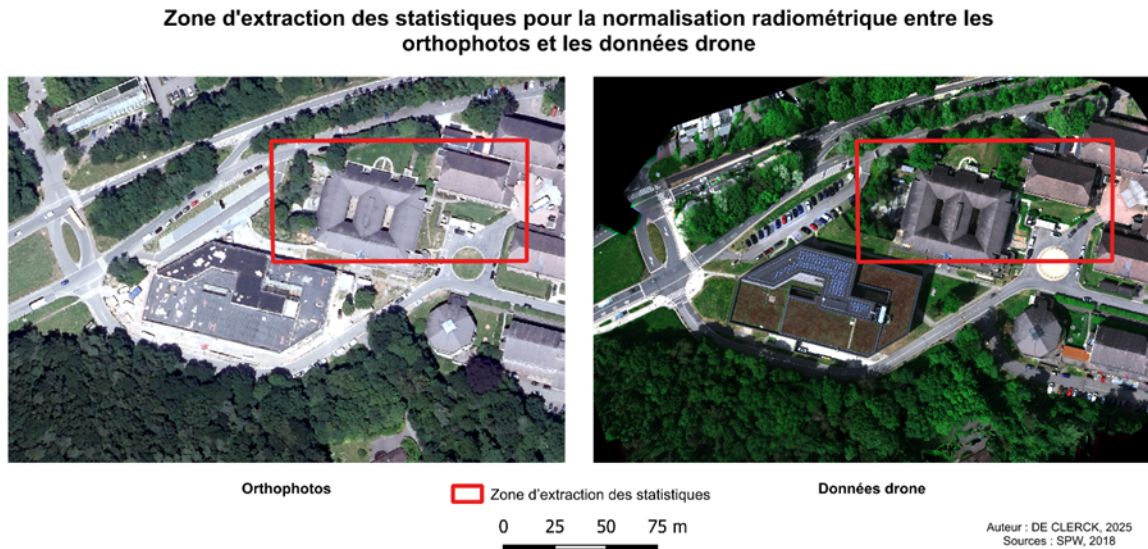 Zone d'extraction des statistiques pour la normalisation radiométrique entre les
orthophotos et les données drone
Orthophotos
Zone d'extraction des statistiques
Données drone
0 25 50 75 m
Auteur : DE CLERCK, 2025
Sources : SPW, 2018